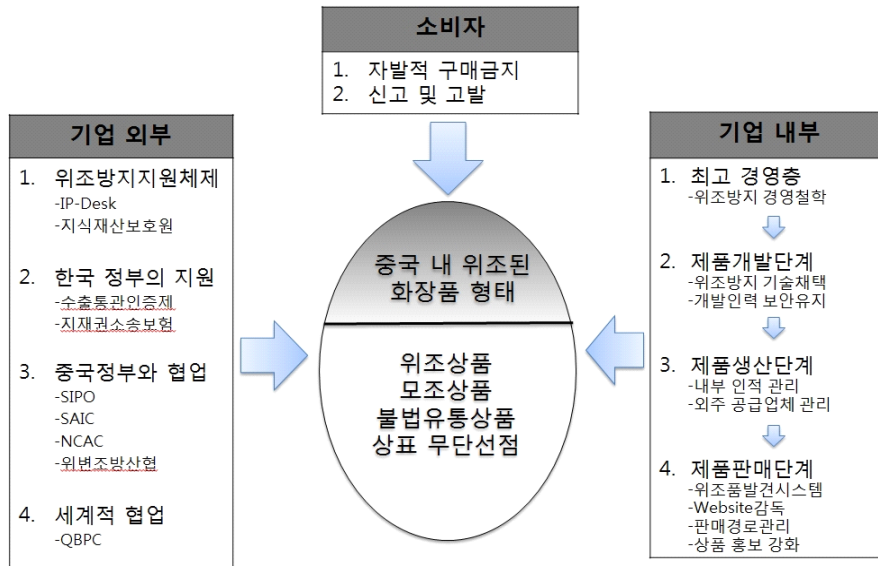 소비자
1. 자발적 구매금지
2. 신고 및 고발
기업 외부
1. 위조방지지원체제
-IP-Desk
-지식재산보호원
2. 한국 정부의 지원
-수출통관인증제
-지재권소송보험
3. 중국정부와 협업
-SIPO
-SAIC
-NCAC
-위변조방산협
4. 세계적 협업
-QBPC
중국 내 위조된
화장품 형태
위조상품
모조상품
불법유통상품
상표 무단선점
기업 내부
1. 최고 경영층
-위조방지 경영철학
2. 제품개발단계
-위조방지 기술채택
-개발인력 보안유지
3. 제품생산단계
-내부 인적 관리
-외주 공급업체 관리
4. 제품판매단계
-위조품발견시스템
-Website감독
-판매경로관리
-상품 홍보 강화